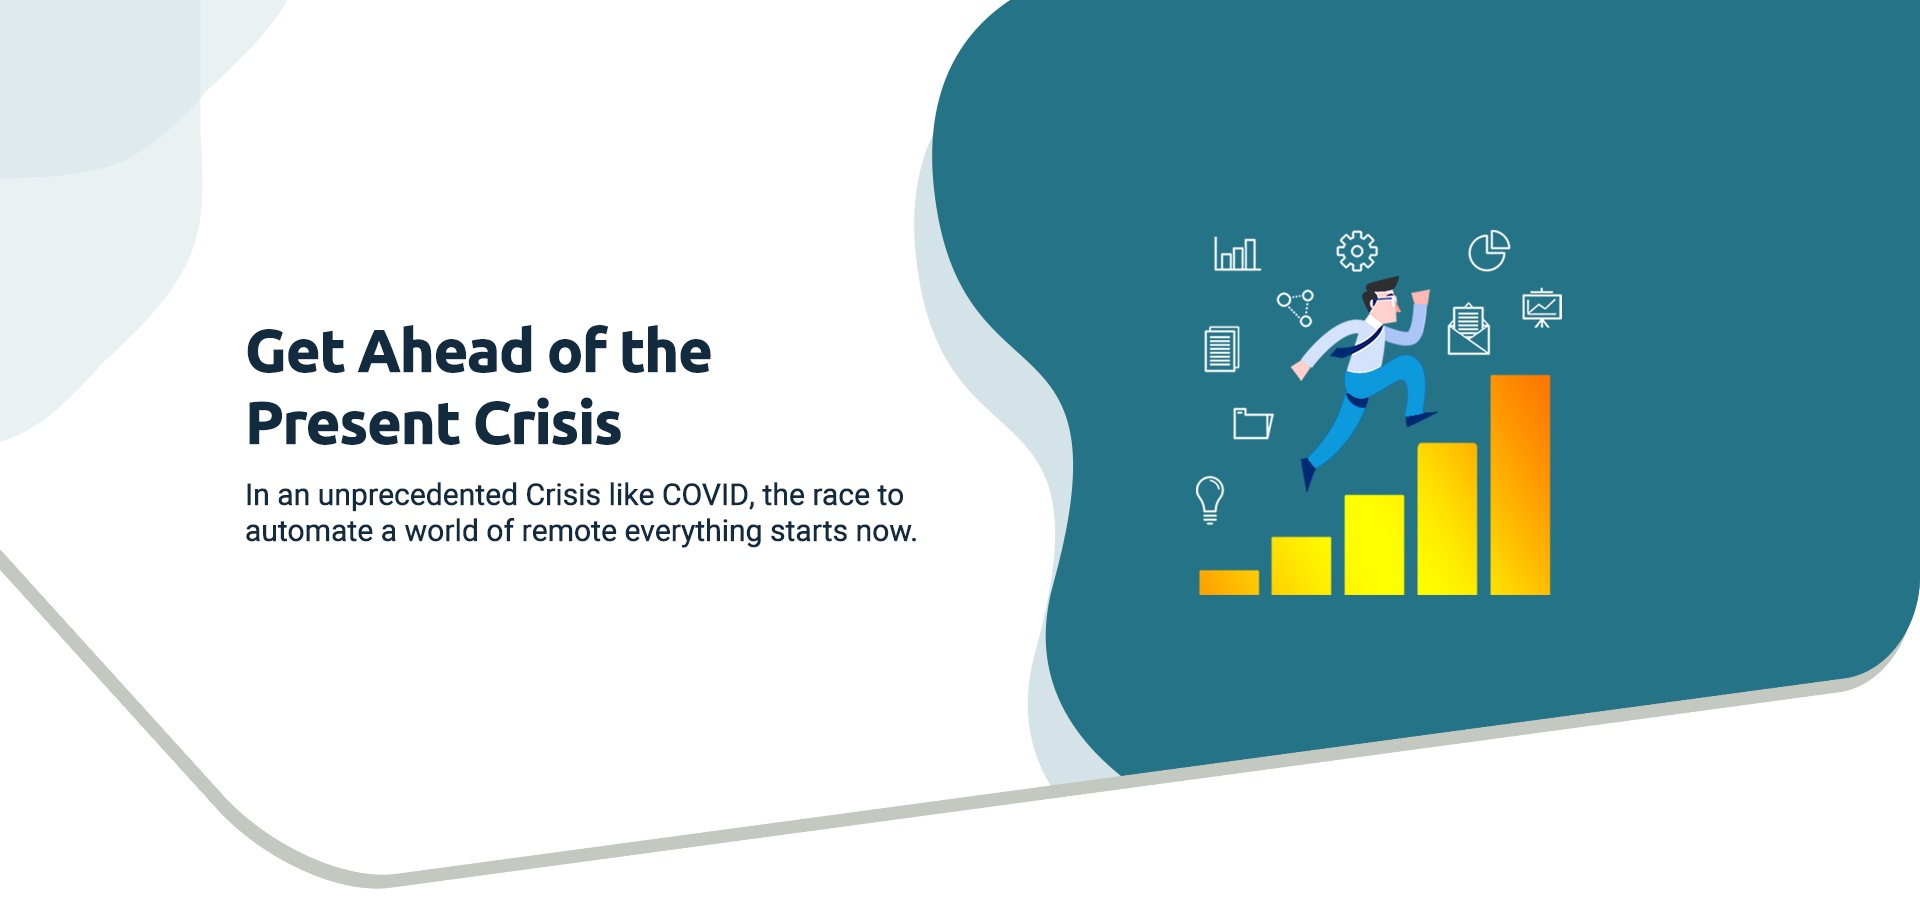 Get Ahead of the
Present Crisis
In an unprecedented Crisis like COVID, the race to
automate a world of remote everything starts now.